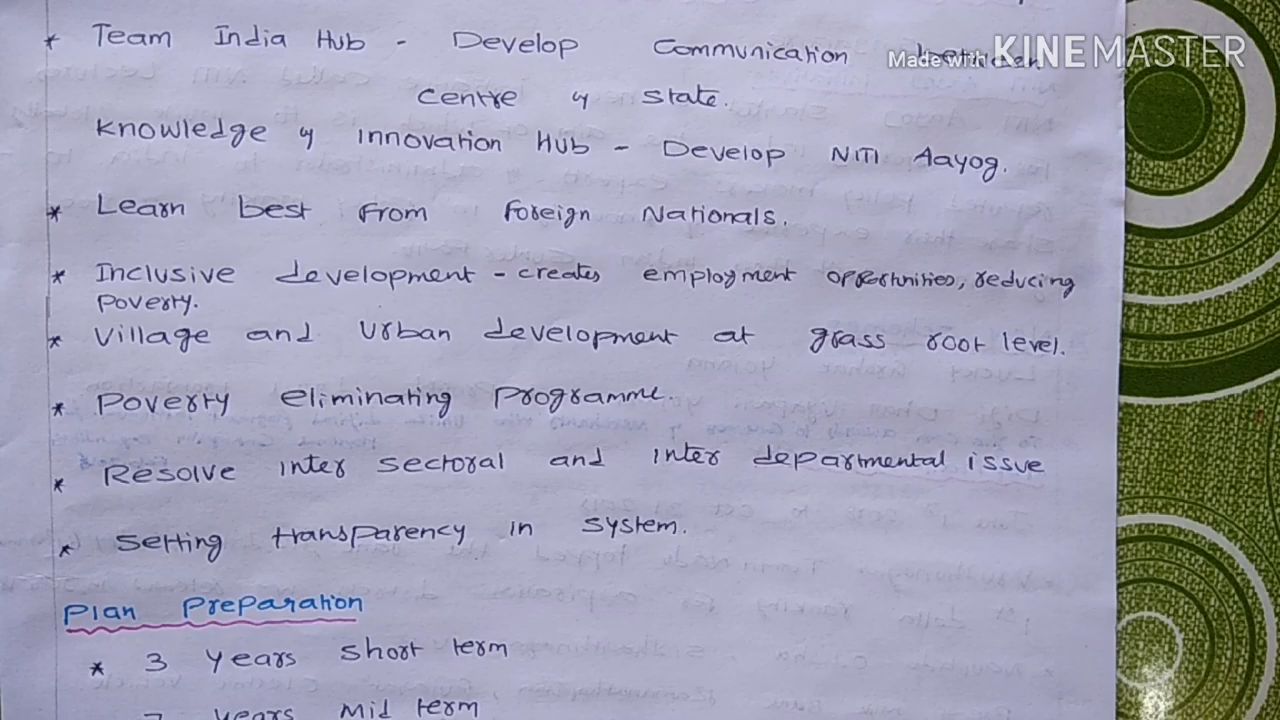 * Team India Hub - Develop Communication between
Made with KINEMASTER
Centre & State.
Knowledge & Innovation Hub - Develop NITI Aayog.
* Learn best from foreign Nationals.
* Inclusive development - creates employment opportunities, reducing
poverty.
* Village and Urban development at grass root level.
* Poverty eliminating Programme.
* Resolve inter sectoral and inter departmental issue
* Setting transparency in system.
Plan Preparation
* 3 years short term
7 years Mid term